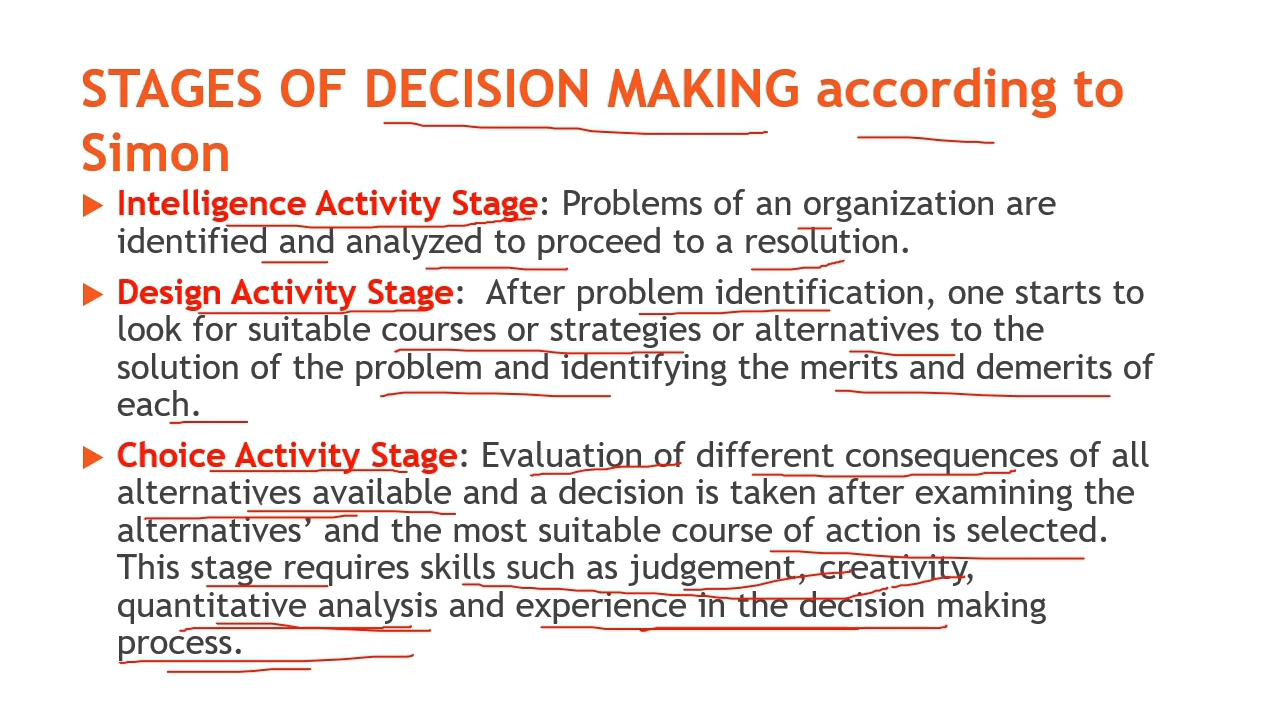 STAGES OF DECISION MAKING according to
Simon
Intelligence Activity Stage: Problems of an organization are
identified and analyzed to proceed to a resolution.
Design Activity Stage:  After problem identification, one starts to
look for suitable courses or strategies or alternatives to the
solution of the problem and identifying the merits and demerits of
each.
Choice Activity Stage: Evaluation of different consequences of all
alternatives available and a decision is taken after examining the
alternatives’ and the most suitable course of action is selected.
This stage requires skills such as judgement, creativity,
quantitative analysis and experience in the decision making
process.